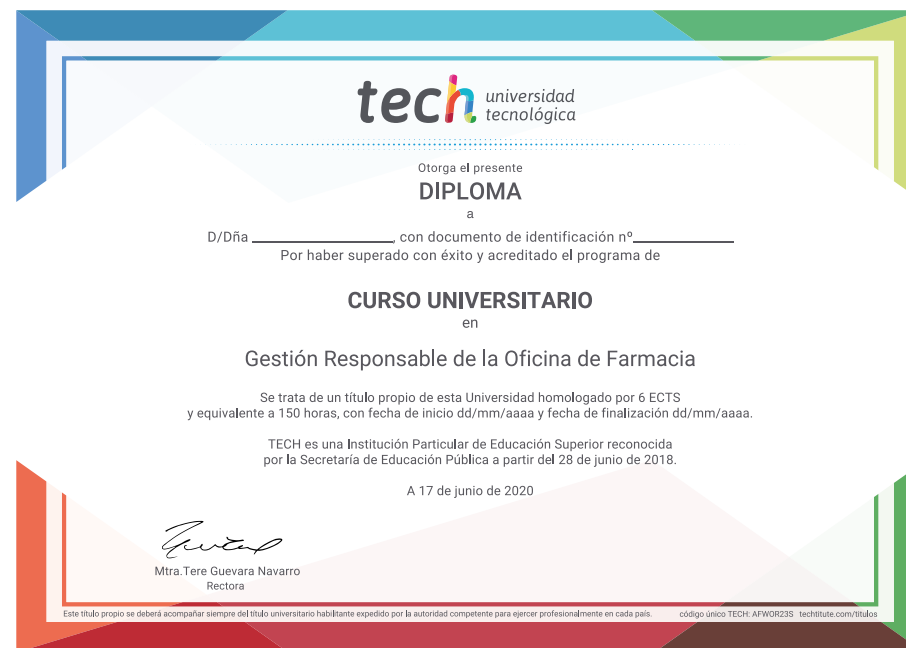 tech universidad
tecnológica
Otorga el presente
DIPLOMA
a
D/Dña ____________, con documento de identificación nº____________
Por haber superado con éxito y acreditado el programa de
CURSO UNIVERSITARIO
en
Gestión Responsable de la Oficina de Farmacia
Se trata de un título propio de esta Universidad homologado por 6 ECTS
y equivalente a 150 horas, con fecha de inicio dd/mm/aaaa y fecha de finalización dd/mm/aaaa.
TECH es una Institución Particular de Educación Superior reconocida
por la Secretaría de Educación Pública a partir del 28 de junio de 2018.
A 17 de junio de 2020
Mtra.Tere Guevara Navarro
Rectora
Este título propio se deberá acompañar siempre del título universitario habilitante expedido por la autoridad competente para ejercer profesionalmente en cada país. código único TECH: AFWOR23S techtitute.com/titulos